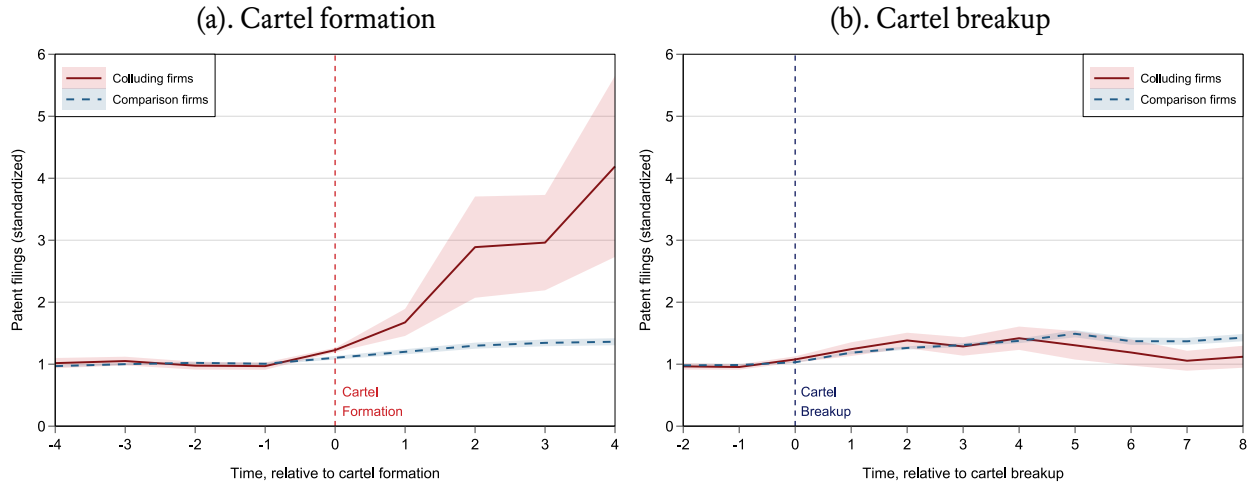 (a). Cartel formation
Patent filings (standardized)
6
5
4
3
2
1
0
Colluding firms
Comparison firms
Cartel
Formation
-4 -3 -2 -1 0 1 2 3 4
Time, relative to cartel formation
(b). Cartel breakup
Patent filings (standardized)
6
5
4
3
2
1
0
Colluding firms
Comparison firms
Cartel
Breakup
-2 -1 0 1 2 3 4 5 6 7 8
Time, relative to cartel breakup